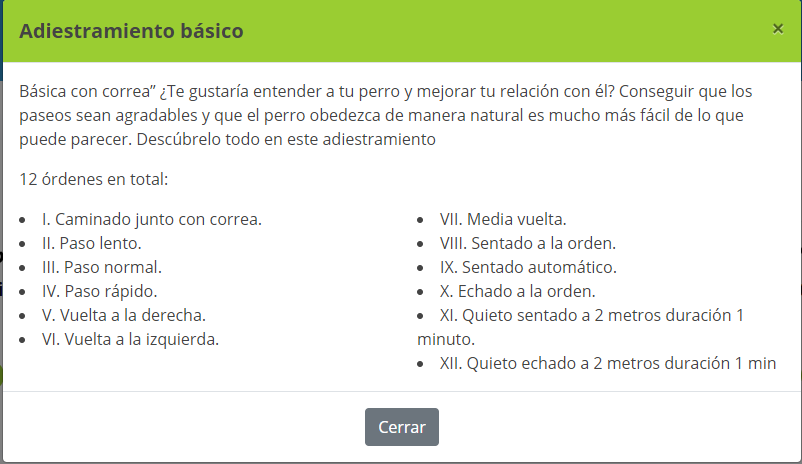 Adiestramiento básico
×
Básica con correa” ¿Te gustaría entender a tu perro y mejorar tu relación con él? Conseguir que los
paseos sean agradables y que el perro obedezca de manera natural es mucho más fácil de lo que
puede parecer. Descúbrelo todo en este adiestramiento
12 órdenes en total:
• I. Caminado junto con correa.
• II. Paso lento.
• III. Paso normal.
• IV. Paso rápido.
• V. Vuelta a la derecha.
• VI. Vuelta a la izquierda.
• VII. Media vuelta.
• VIII. Sentado a la orden.
• IX. Sentado automático.
• X. Echado a la orden.
• XI. Quieto sentado a 2 metros duración 1
minuto.
• XII. Quieto echado a 2 metros duración 1 min
Cerrar